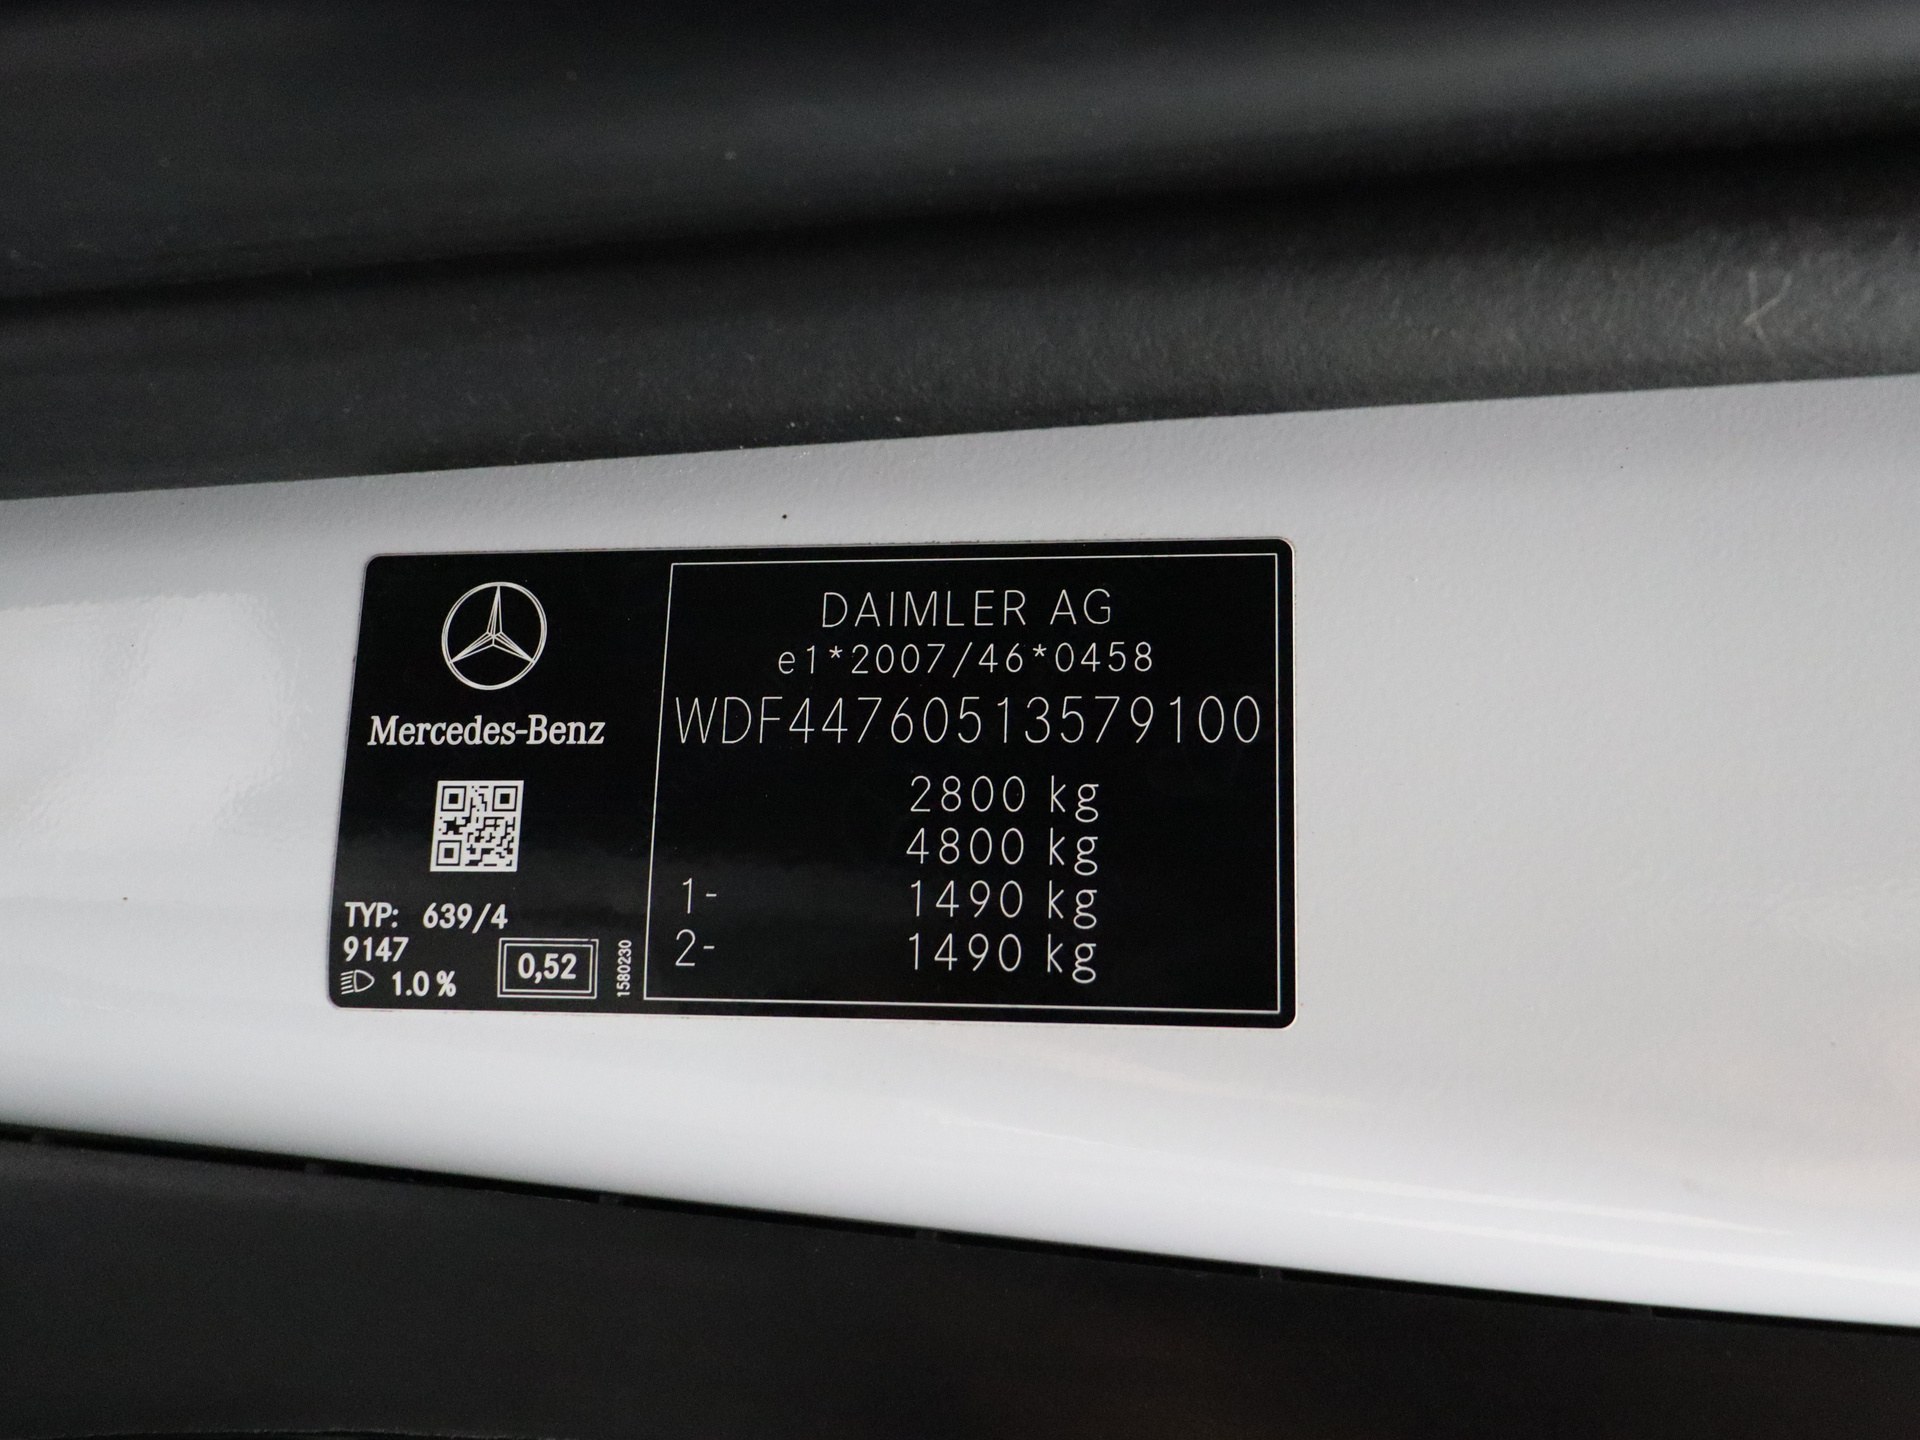 Mercedes-Benz
TYP: 639/4
9147
1.0 %
0,52
1580230
DAIMLER AG
e1*2007/46*0458
WDF44760513579100
2800 kg
4800 kg
1- 1490 kg
2- 1490 kg